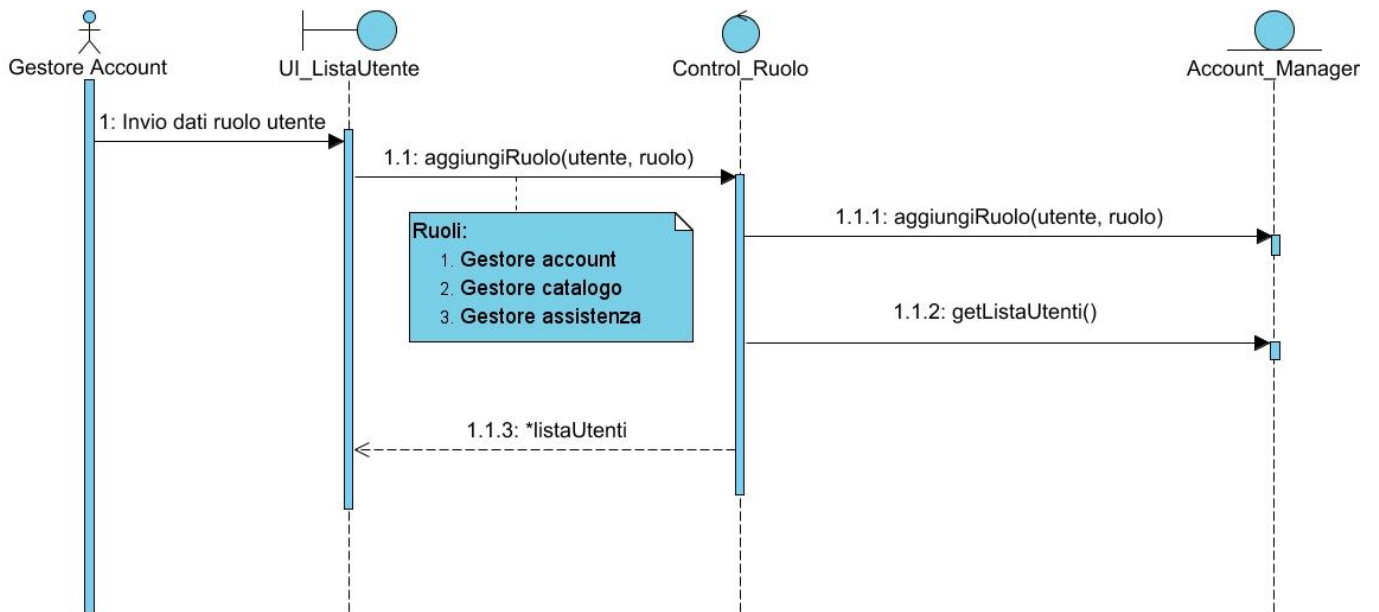 Gestore Account
UI_ListaUtente
Control_Ruolo
Account_Manager
1: Invio dati ruolo utente
1.1: aggiungiRuolo(utente, ruolo)
Ruoli:
1. Gestore account
2. Gestore catalogo
3. Gestore assistenza
1.1.1: aggiungiRuolo(utente, ruolo)
1.1.2: getListaUtenti()
1.1.3: *listaUtenti